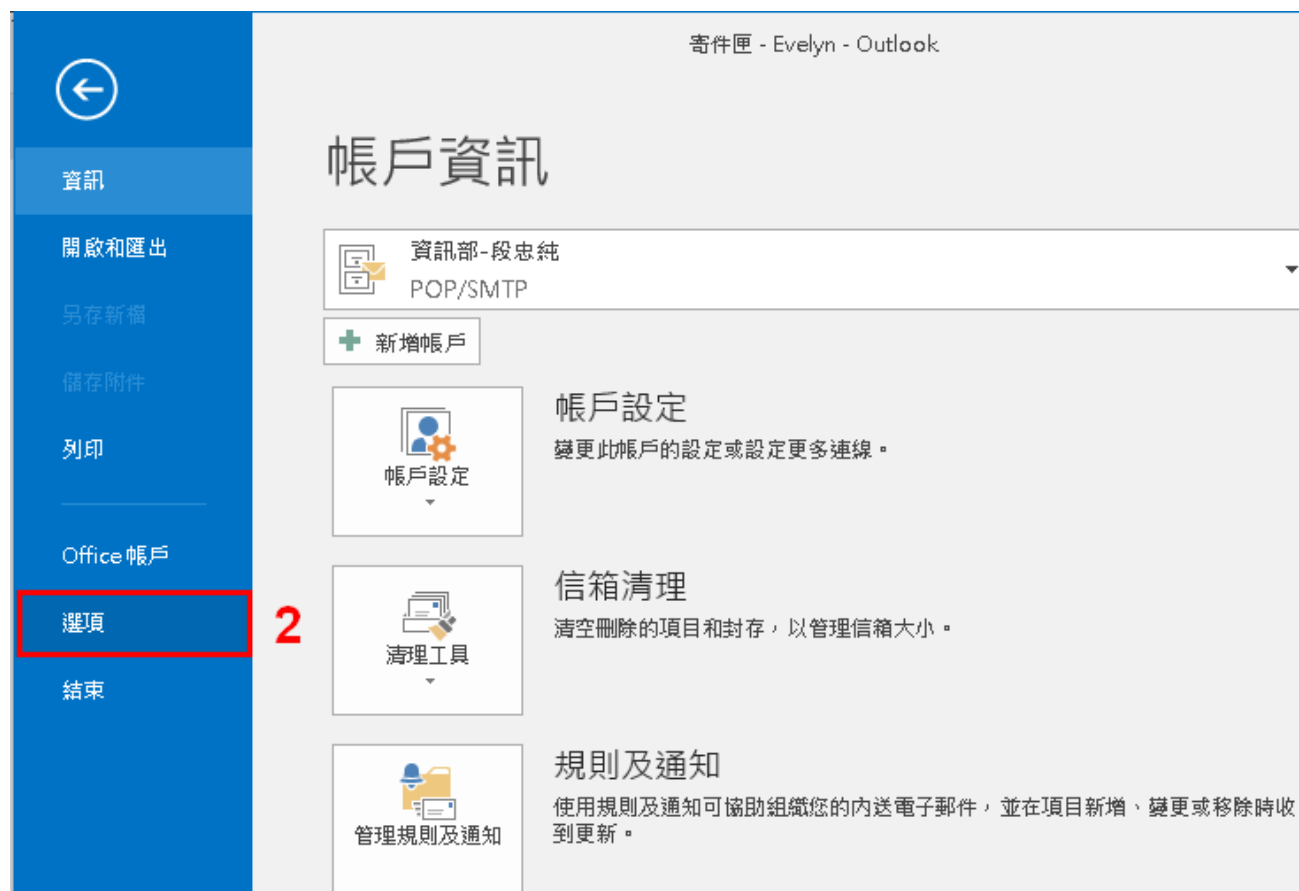 寄件匣 - Evelyn - Outlook
帳戶資訊
資訊
開啟和匯出
另存新檔
儲存附件
列印
Office 帳戶
選項
2
結束
資訊部-段忠純
POP/SMTP
新增帳戶
帳戶設定
帳戶設定
變更此帳戶的設定或設定更多連線。
清理工具
信箱清理
清空刪除的項目和封存，以管理信箱大小。
管理規則及通知
規則及通知
使用規則及通知可協助組織您的內送電子郵件，並在項目新增、變更或移除時收
到更新。